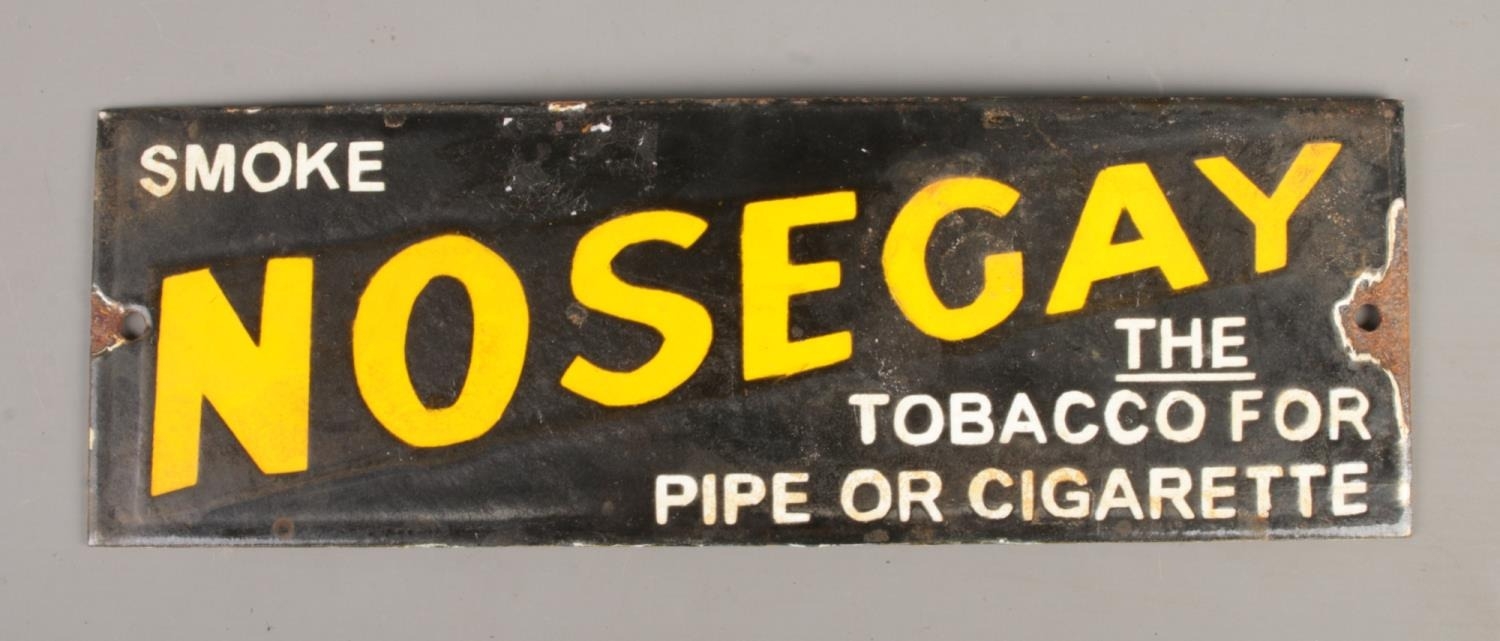 SMOKE
NOSEGAY
THE
TOBACCO FOR
PIPE OR CIGARETTE